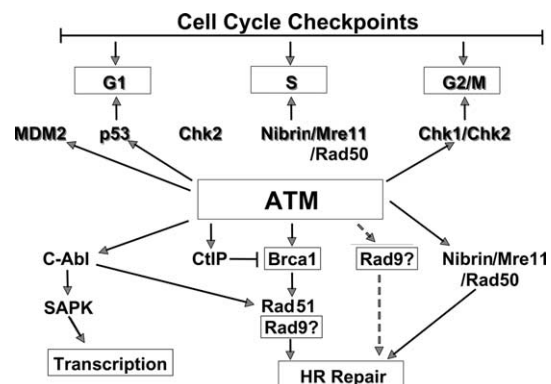 Cell Cycle Checkpoints
G1 S G2/M
MDM2 p53 Chk2 Nibrin/Mre11 Chk1/Chk2
/Rad50
ATM
C-Abl CtIP Brca1 Rad9? Nibrin/Mre11
/Rad50
SAPK Rad51
Rad9?
Transcription HR Repair